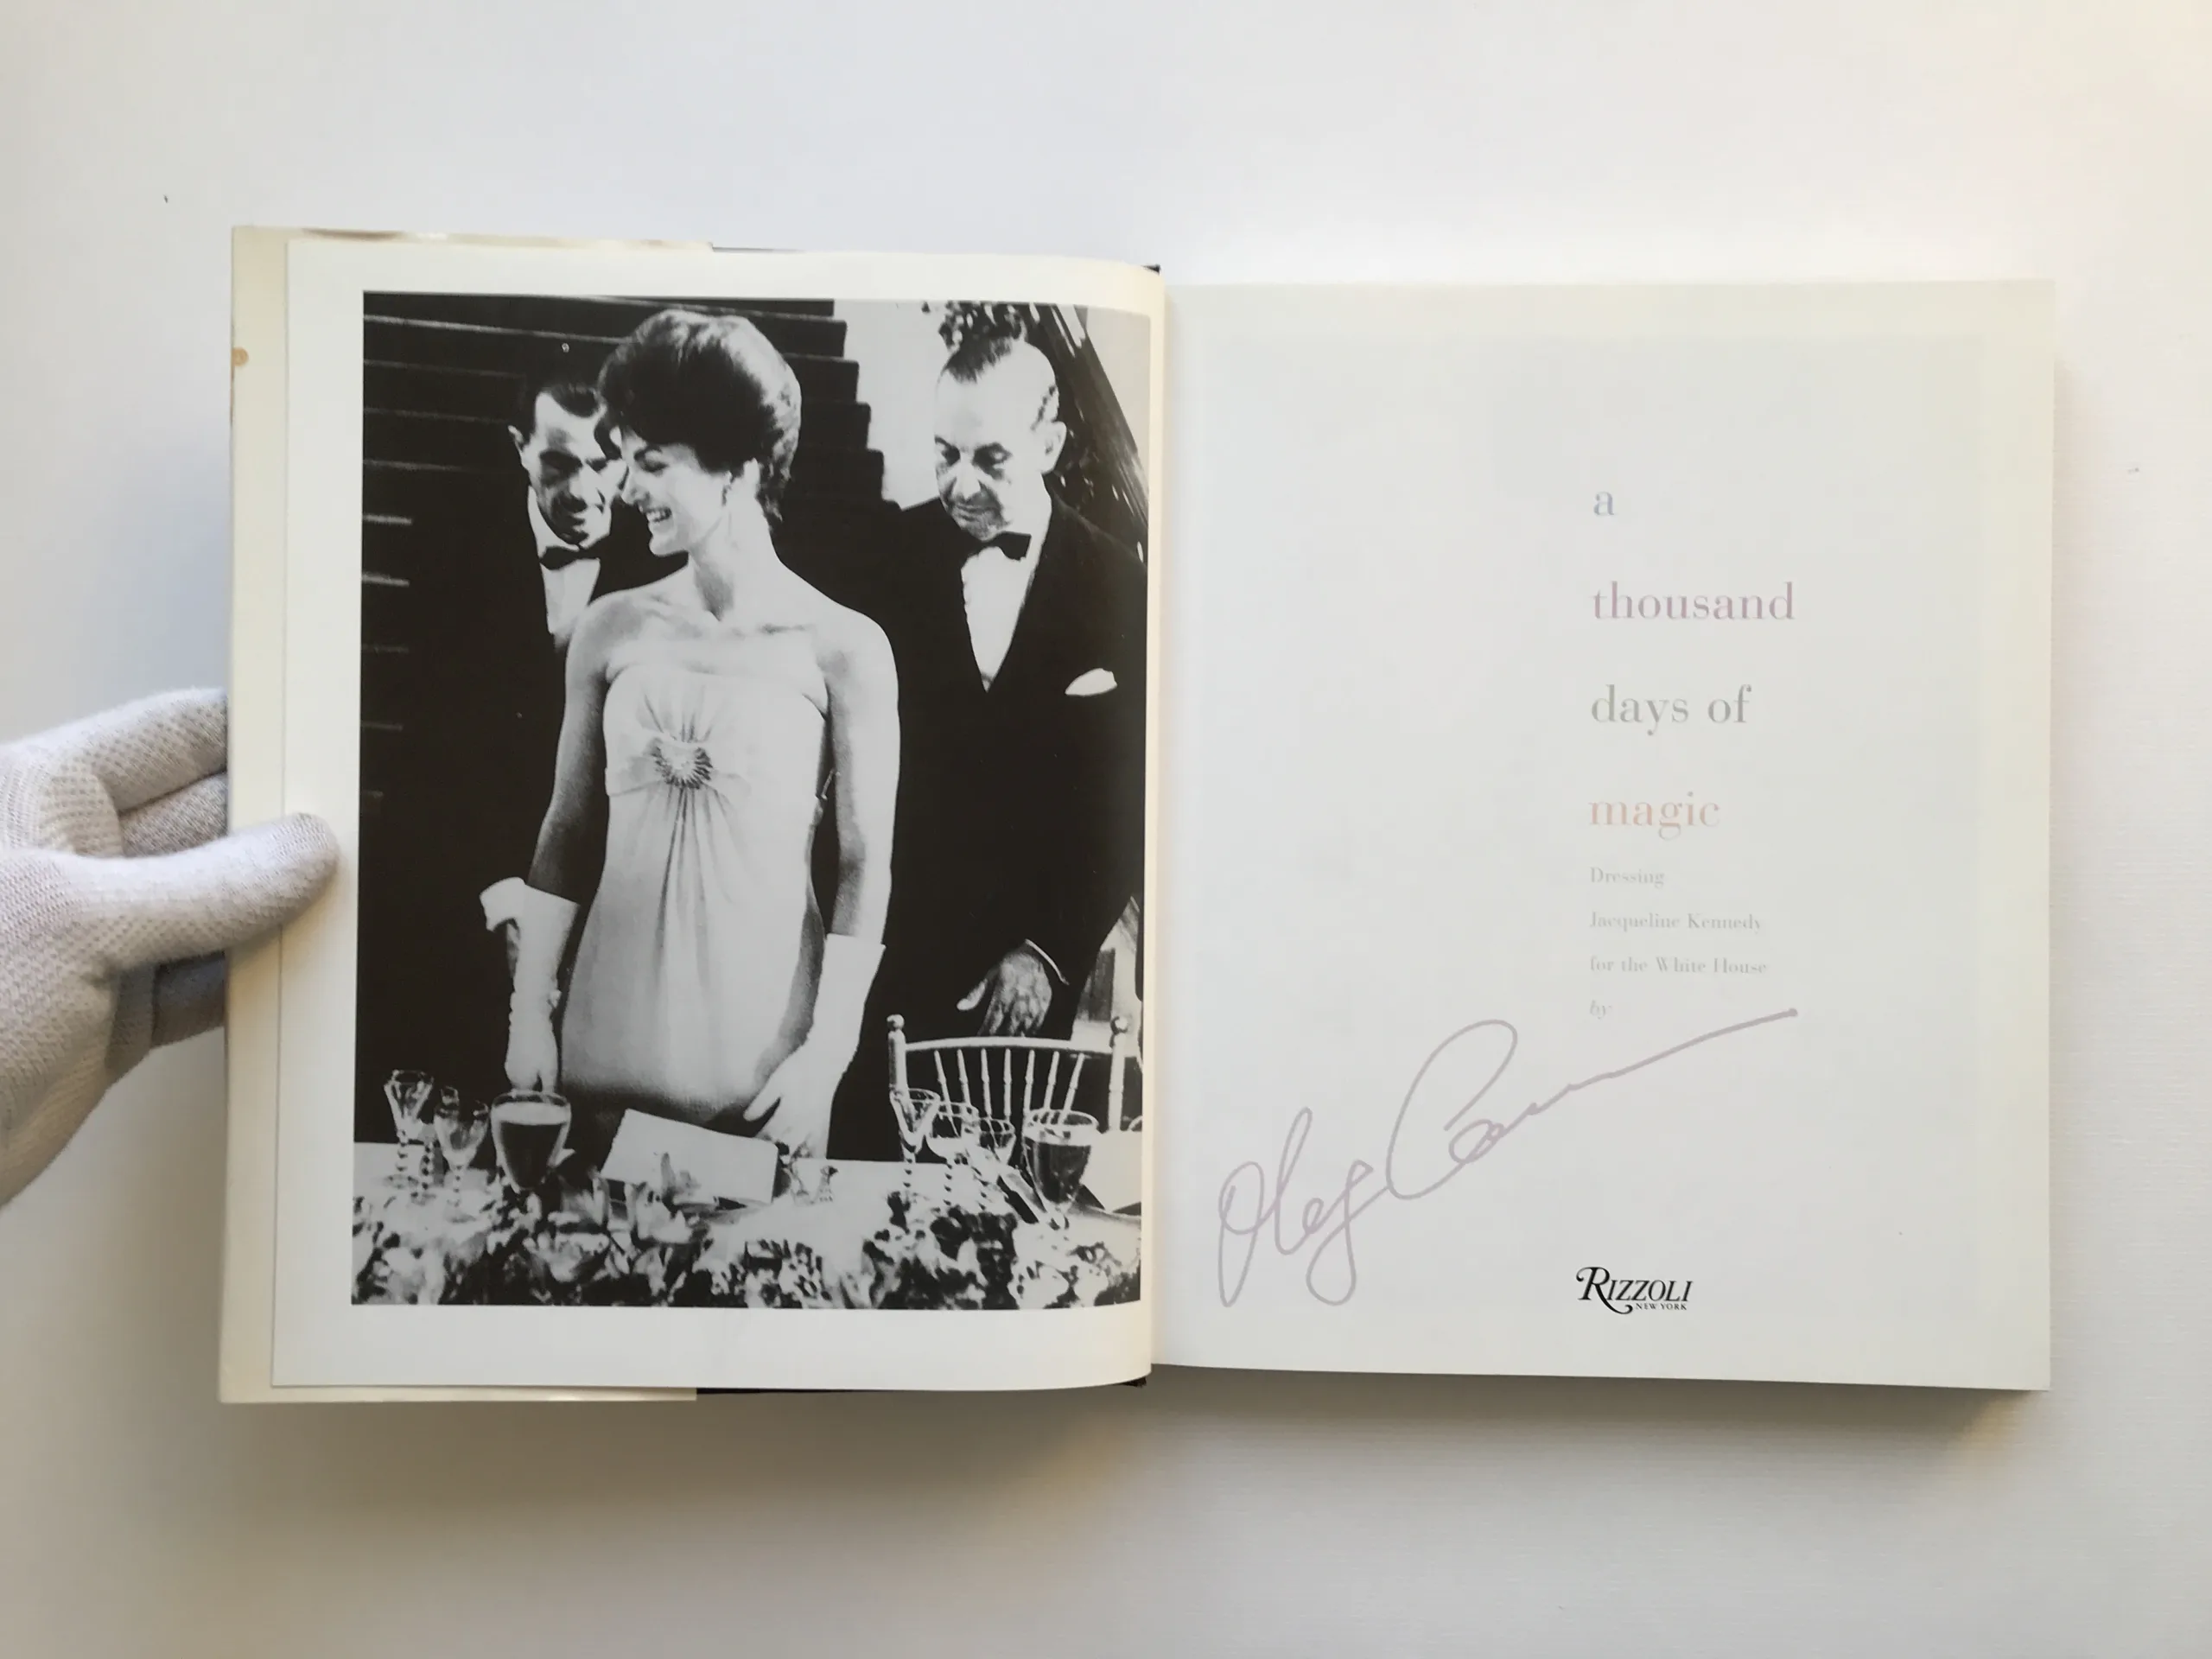 a
thousand
days of
magic
Dressing
Jacqueline Kennedy
for the White House
by
Oleg Cassini
RIZZOLI
NEW YORK